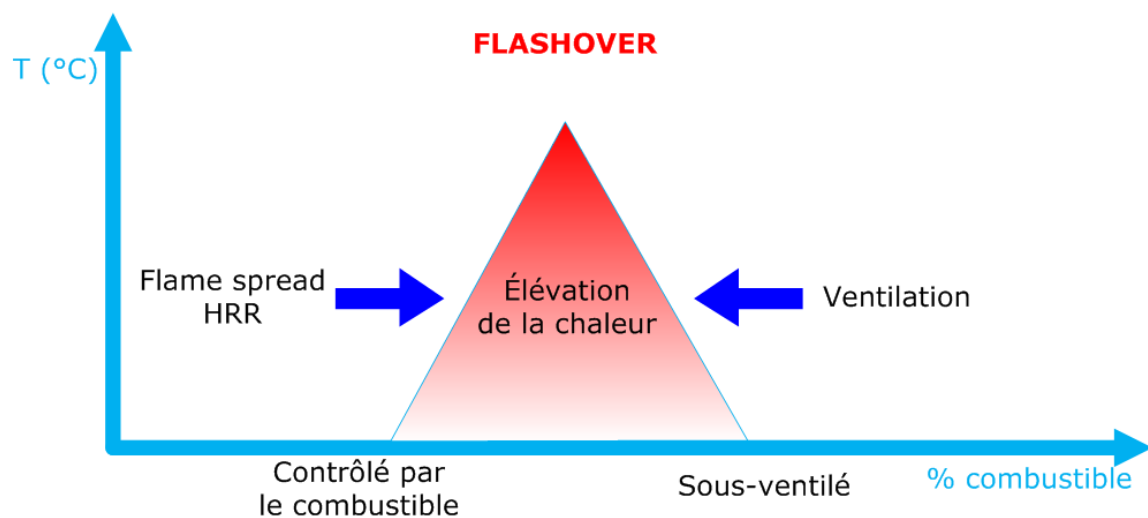 FLASHOVER
T (°C)
Flame spread
HRR
Élévation
de la chaleur
Ventilation
Contrôlé par
le combustible
Sous-ventilé
% combustible